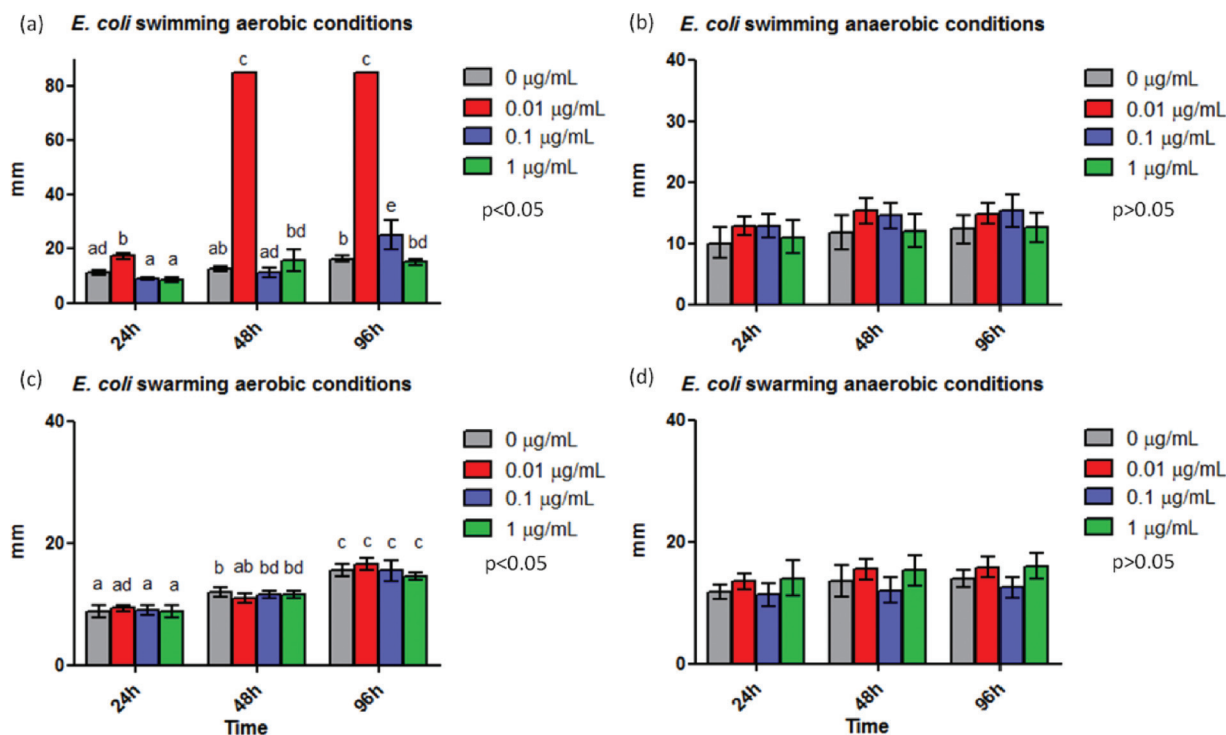 (a) E. coli swimming aerobic conditions
80
60
40
20
0
mm
ad b a a
ab c ad bd
b c e bd
24h 48h 96h
0 μg/mL
0.01 μg/mL
0.1 μg/mL
1 μg/mL
p<0.05
(b) E. coli swimming anaerobic conditions
40
30
20
10
0
mm
24h 48h 96h
0 μg/mL
0.01 μg/mL
0.1 μg/mL
1 μg/mL
p>0.05
(c) E. coli swarming aerobic conditions
40
20
0
mm
a ad a a
b ab bd bd
c c c c
24h 48h 96h
Time
0 μg/mL
0.01 μg/mL
0.1 μg/mL
1 μg/mL
p<0.05
(d) E. coli swarming anaerobic conditions
40
20
0
mm
24h 48h 96h
Time
0 μg/mL
0.01 μg/mL
0.1 μg/mL
1 μg/mL
p>0.05